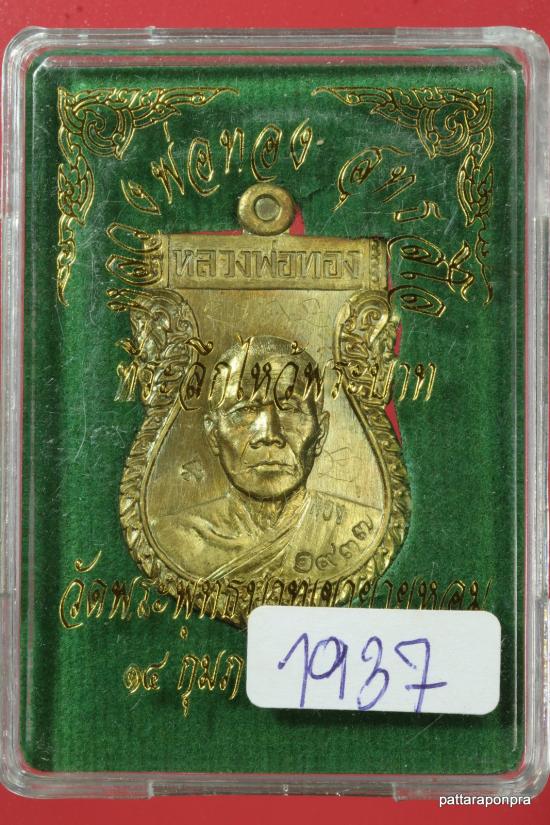 หลวงพ่อทอง สุทธสีโล
หลวงพ่อทอง
ที่ระลึกไหว้พระบาท
ทอง
๑๙๓๗
วัดพระพุทธบาทเขายายหอม
๑๔ กุมภ
1937
pattaraponpra